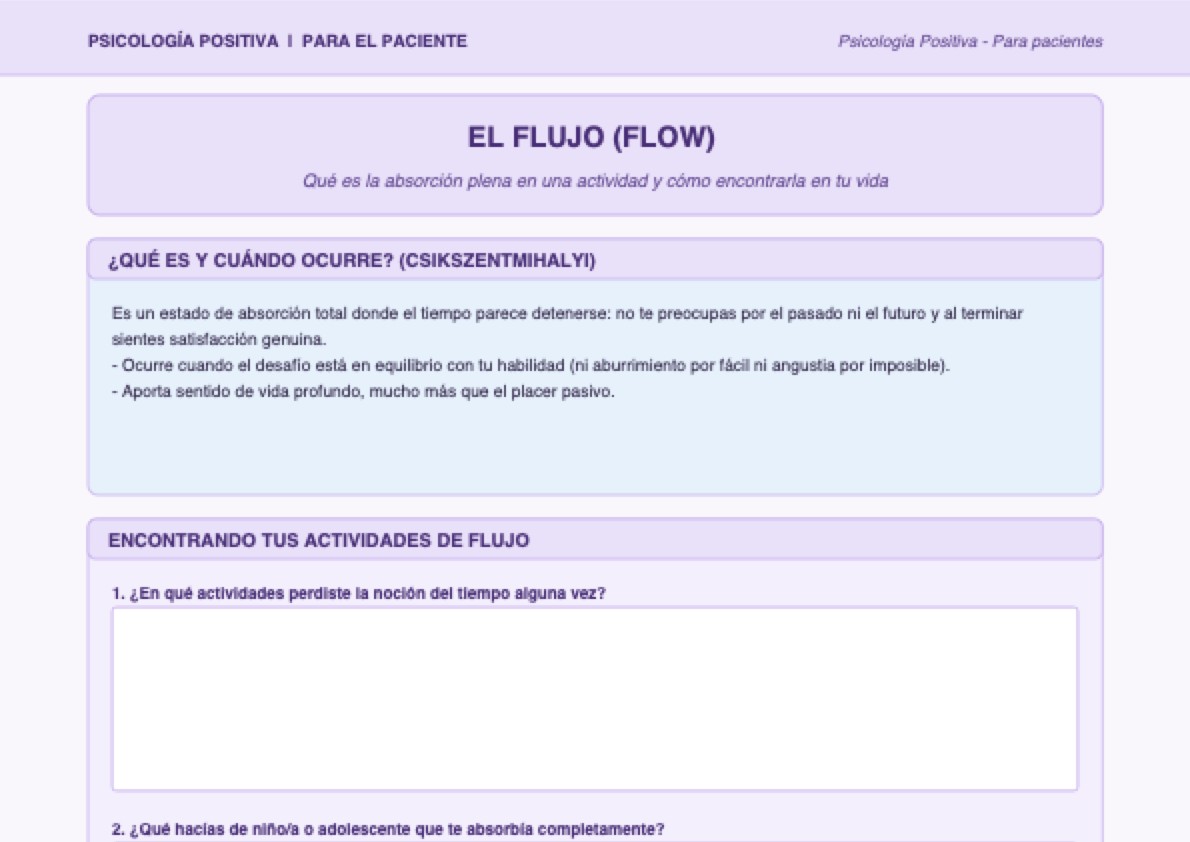 PSICOLOGÍA POSITIVA | PARA EL PACIENTE
Psicología Positiva - Para pacientes
EL FLUJO (FLOW)
Qué es la absorción plena en una actividad y cómo encontrarla en tu vida
¿QUÉ ES Y CUÁNDO OCURRE? (CSIKSZENTMIHALYI)
Es un estado de absorción total donde el tiempo parece detenerse: no te preocupas por el pasado ni el futuro y al terminar
sientes satisfacción genuina.
- Ocurre cuando el desafío está en equilibrio con tu habilidad (ni aburrimiento por fácil ni angustia por imposible).
- Aporta sentido de vida profundo, mucho más que el placer pasivo.
ENCONTRANDO TUS ACTIVIDADES DE FLUJO
1. ¿En qué actividades perdiste la noción del tiempo alguna vez?
2. ¿Qué hacías de niño/a o adolescente que te absorbía completamente?